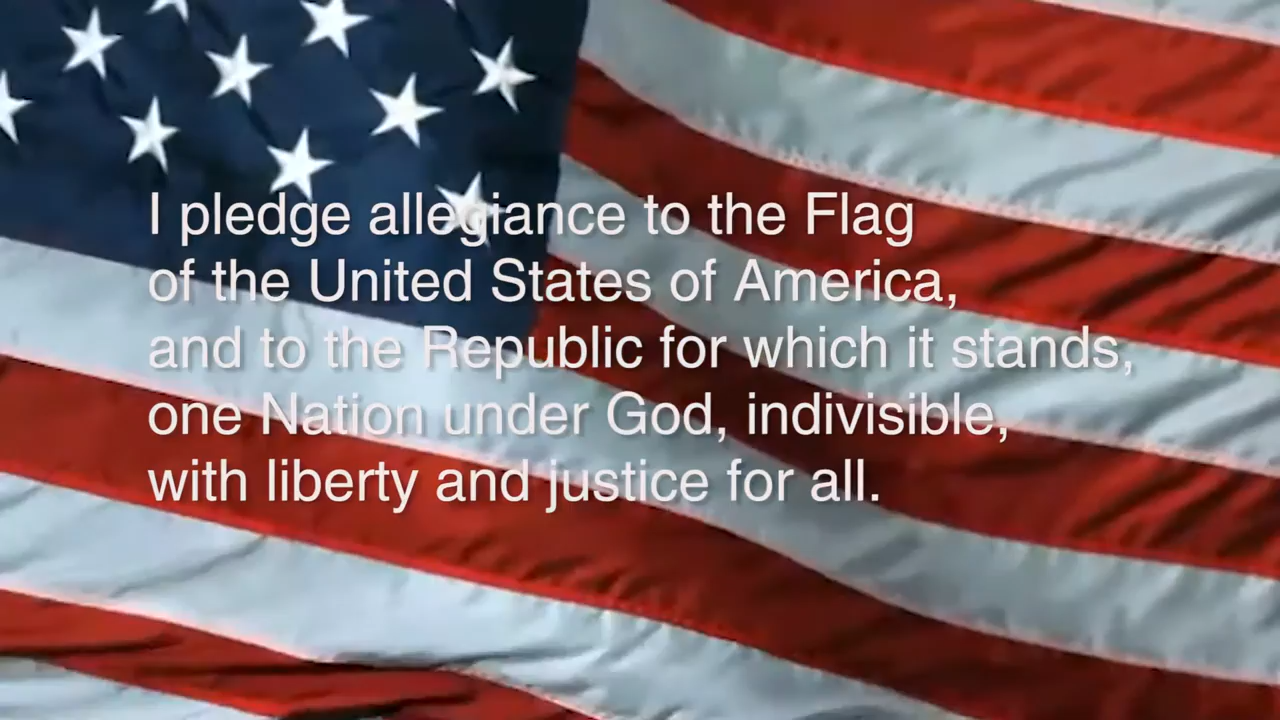 I pledge allegiance to the Flag
of the United States of America,
and to the Republic for which it stands,
one Nation under God, indivisible,
with liberty and justice for all.